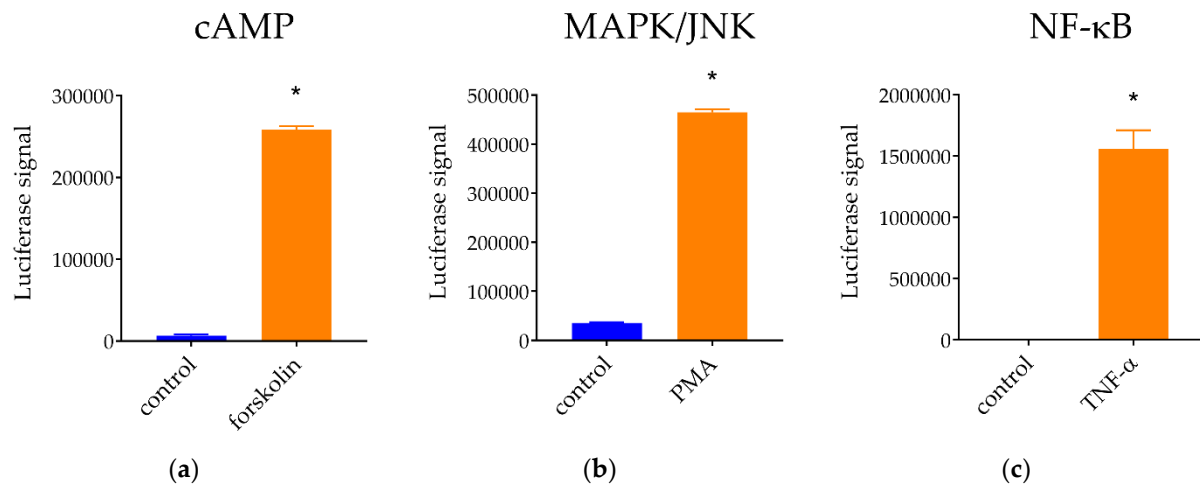 cAMP
300000
200000
100000
0
Luciferase signal
*
control
forskolin
(a)
MAPK/JNK
500000
400000
300000
200000
100000
0
Luciferase signal
*
control
PMA
(b)
NF-κB
2000000
1500000
1000000
500000
0
Luciferase signal
*
control
TNF-α
(c)